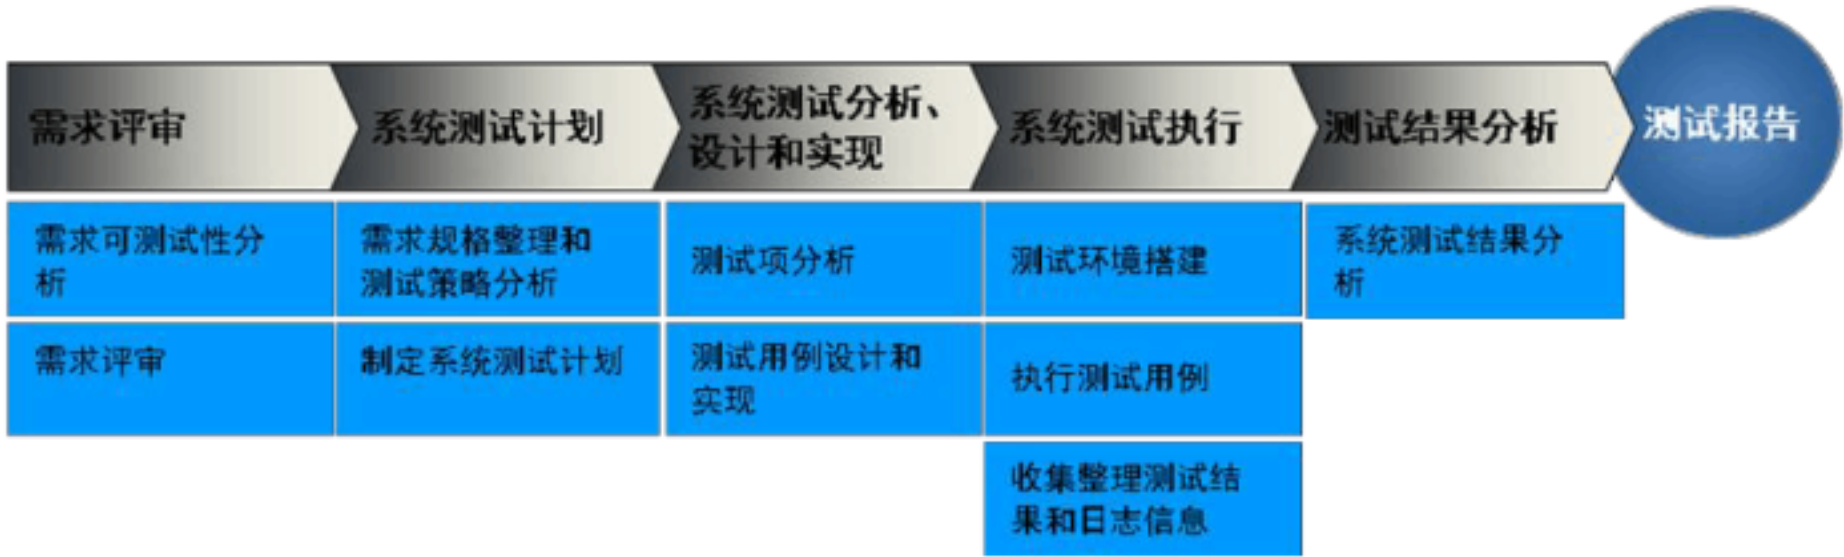 需求评审
系统测试计划
系统测试分析、
设计和实现
系统测试执行
测试结果分析
测试报告
需求可测试性分
析
需求规格整理和
测试策略分析
测试项分析
测试环境搭建
系统测试结果分
析
需求评审
制定系统测试计划
测试用例设计和
实现
执行测试用例
收集整理测试结
果和日志信息